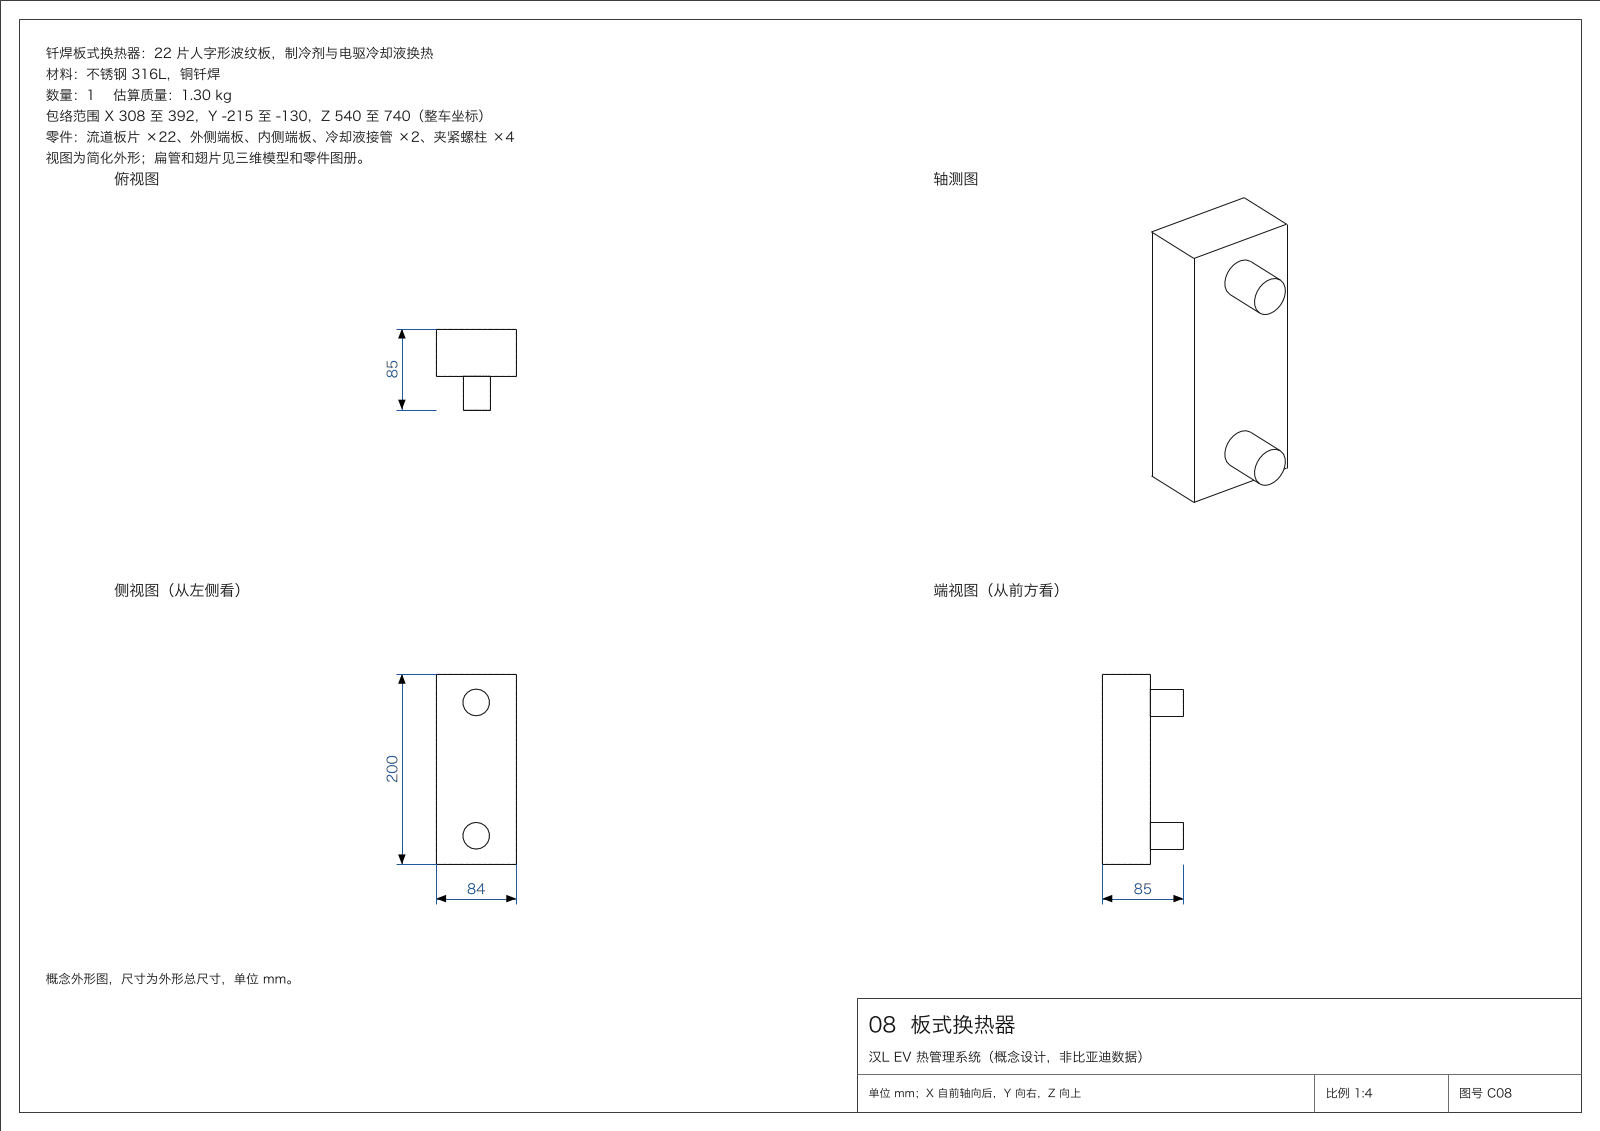 钎焊板式换热器：22 片人字形波纹板，制冷剂与电驱冷却液换热
材料：不锈钢 316L，铜钎焊
数量：1　估算质量：1.30 kg
包络范围 X 308 至 392，Y -215 至 -130，Z 540 至 740（整车坐标）
零件：流道板片 ×22、外侧端板、内侧端板、冷却液接管 ×2、夹紧螺柱 ×4
视图为简化外形；扁管和翅片见三维模型和零件图册。
俯视图
轴测图
85
侧视图（从左侧看）
端视图（从前方看）
200
84
85
概念外形图，尺寸为外形总尺寸，单位 mm。
08 板式换热器
汉L EV 热管理系统（概念设计，非比亚迪数据）
单位 mm；X 自前轴向后，Y 向右，Z 向上
比例 1:4
图号 C08